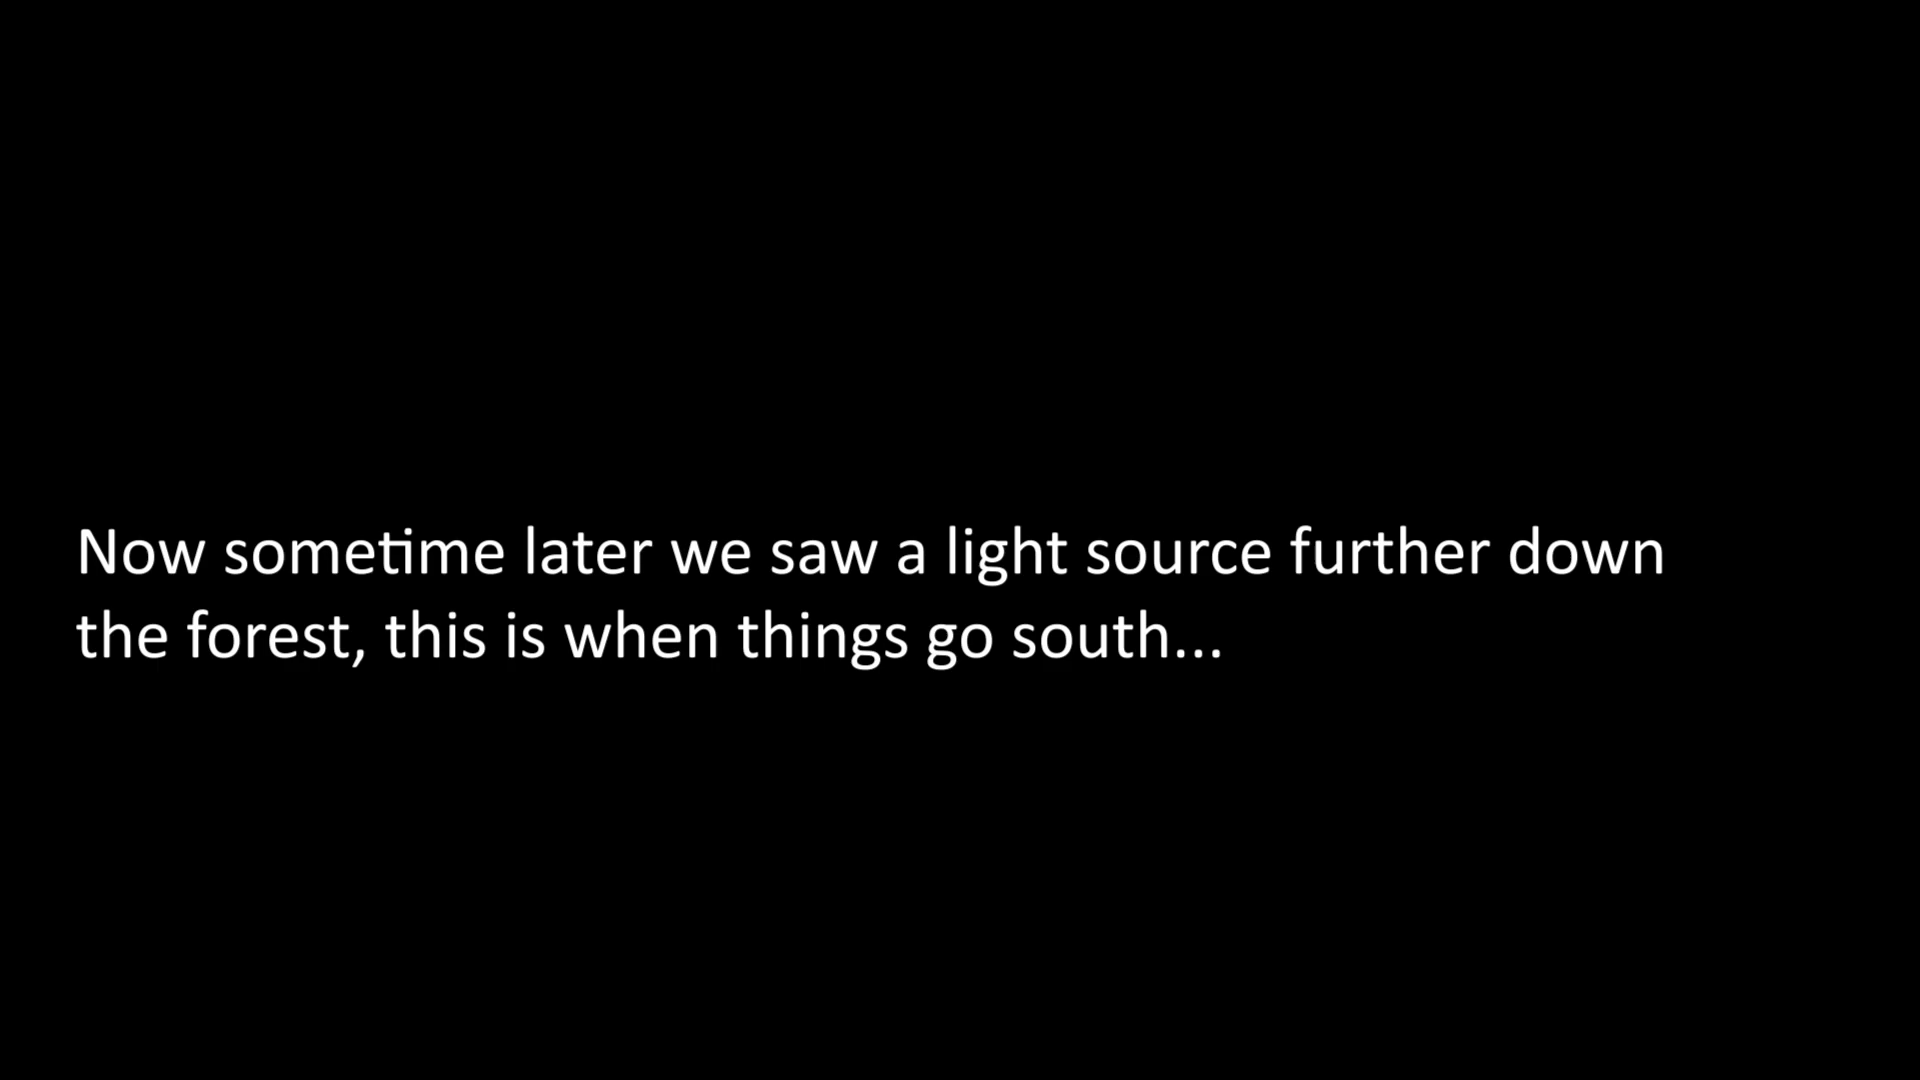 Now sometime later we saw a light source further down
the forest, this is when things go south...